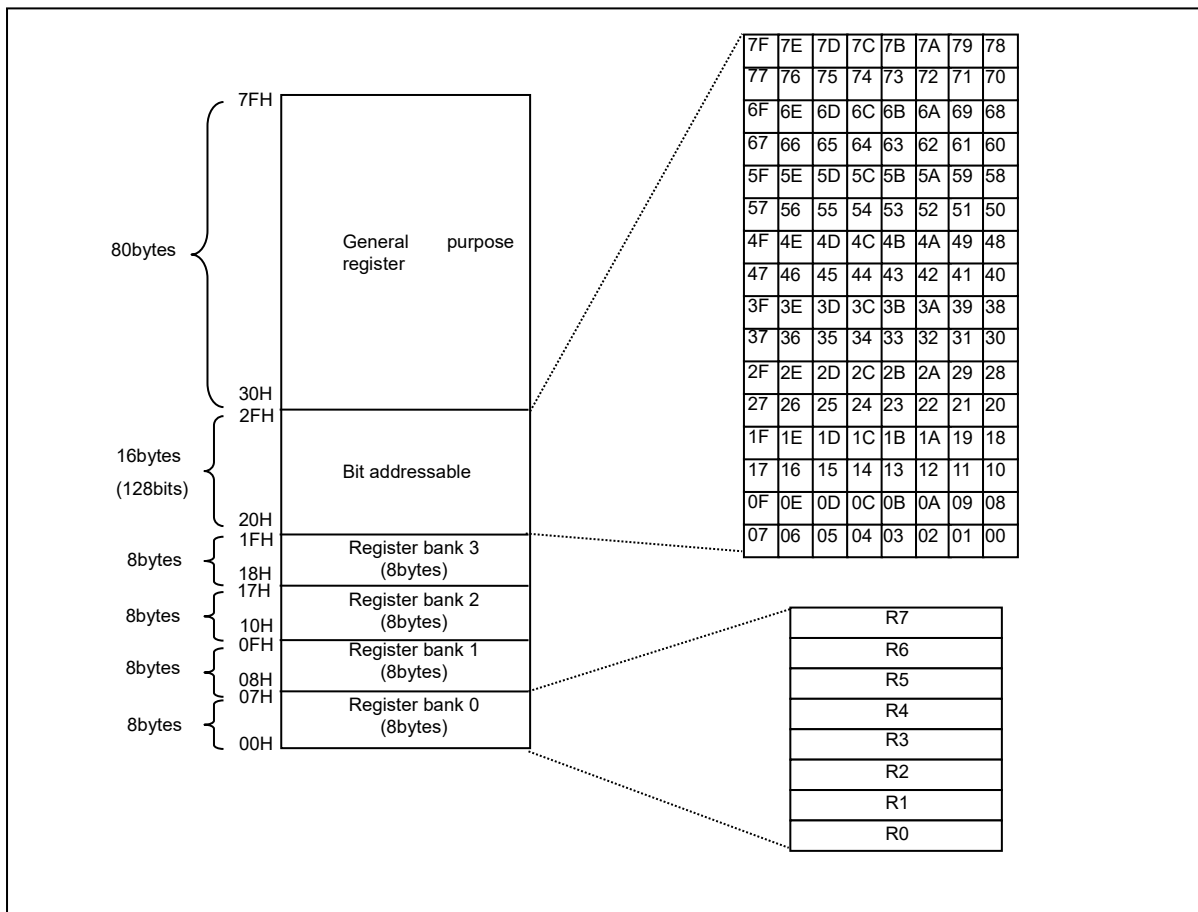 7FH
80bytes
General purpose
register
30H
2FH
16bytes
(128bits)
Bit addressable
20H
1FH
8bytes
Register bank 3
(8bytes)
18H
17H
8bytes
Register bank 2
(8bytes)
10H
0FH
8bytes
Register bank 1
(8bytes)
08H
07H
8bytes
Register bank 0
(8bytes)
00H
7F 7E 7D 7C 7B 7A 79 78
77 76 75 74 73 72 71 70
6F 6E 6D 6C 6B 6A 69 68
67 66 65 64 63 62 61 60
5F 5E 5D 5C 5B 5A 59 58
57 56 55 54 53 52 51 50
4F 4E 4D 4C 4B 4A 49 48
47 46 45 44 43 42 41 40
3F 3E 3D 3C 3B 3A 39 38
37 36 35 34 33 32 31 30
2F 2E 2D 2C 2B 2A 29 28
27 26 25 24 23 22 21 20
1F 1E 1D 1C 1B 1A 19 18
17 16 15 14 13 12 11 10
0F 0E 0D 0C 0B 0A 09 08
07 06 05 04 03 02 01 00
R7
R6
R5
R4
R3
R2
R1
R0